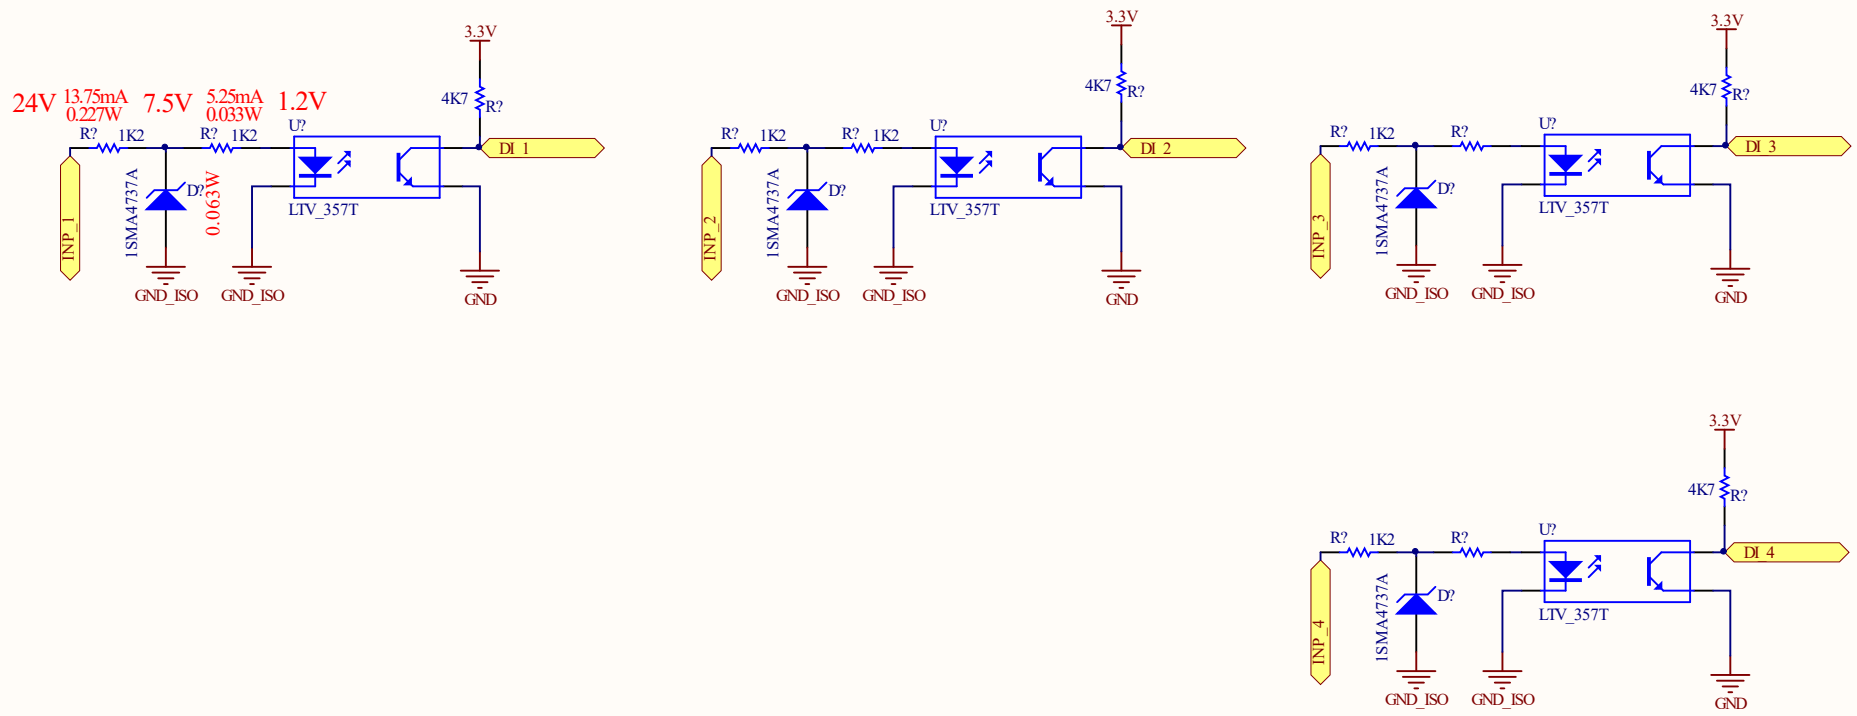 3.3V
4K7
R?
24V
13.75mA
0.227W
7.5V
5.25mA
0.033W
1.2V
R?
1K2
R?
1K2
U?
DI_1
INP_1
1SMA4737A
D?
0.063W
LTV_357T
GND_ISO
GND_ISO
GND
3.3V
4K7
R?
R?
1K2
R?
1K2
U?
DI_2
INP_2
1SMA4737A
D?
LTV_357T
GND_ISO
GND_ISO
GND
3.3V
4K7
R?
R?
1K2
R?
U?
DI_3
INP_3
1SMA4737A
D?
LTV_357T
GND_ISO
GND_ISO
GND
3.3V
4K7
R?
R?
1K2
R?
U?
DI_4
INP_4
1SMA4737A
D?
LTV_357T
GND_ISO
GND_ISO
GND